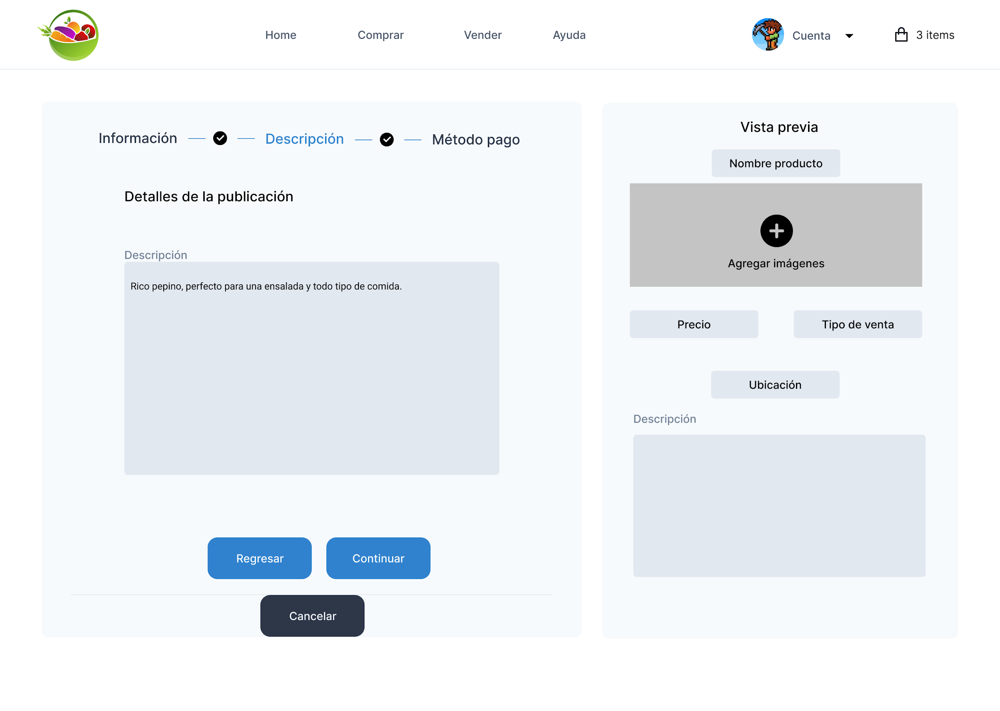 Home Comprar Vender Ayuda Cuenta 3 items
Información Descripción Método pago
Detalles de la publicación
Descripción
Rico pepino, perfecto para una ensalada y todo tipo de comida.
Regresar Continuar
Cancelar
Vista previa
Nombre producto
Agregar imágenes
Precio Tipo de venta
Ubicación
Descripción